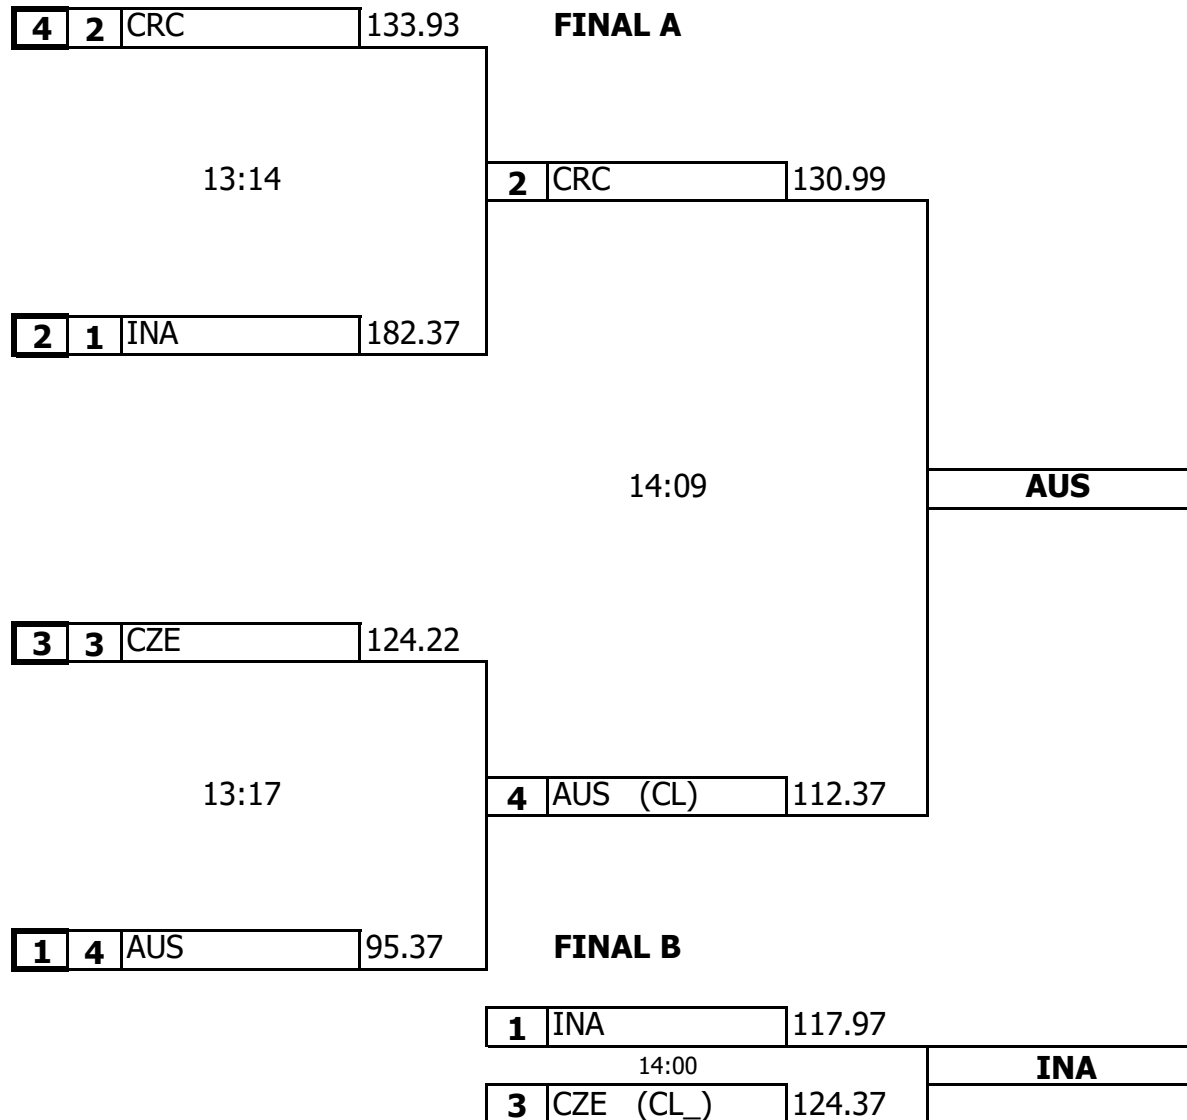 4 2 CRC 133.93 FINAL A
13:14 2 CRC 130.99
2 1 INA 182.37
14:09 AUS
3 3 CZE 124.22
13:17 4 AUS (CL) 112.37
1 4 AUS 95.37 FINAL B
1 INA 117.97
14:00 INA
3 CZE (CL_) 124.37